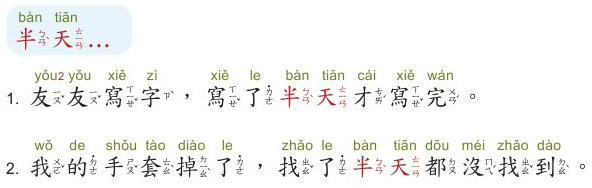 bàn tiān
半ㄅㄢˋ天ㄊㄧㄢ...
yǒu2 yǒu xiě zì , xiě le bàn tiān cái xiě wán
1. 友ㄧㄡˇ友ㄧㄡˇ寫ㄒㄧㄝˇ字ㄗˋ,寫ㄒㄧㄝˇ了˙ㄌㄜ半ㄅㄢˋ天ㄊㄧㄢ才ㄘㄞˊ寫ㄒㄧㄝˇ完ㄨㄢˊ。
wǒ de shǒu tào diào le , zhǎo le bàn tiān dōu méi zhǎo dào
2. 我ㄨㄛˇ的˙ㄉㄜ手ㄕㄡˇ套ㄊㄠˋ掉ㄉㄧㄠˋ了˙ㄌㄜ,找ㄓㄠˇ了˙ㄌㄜ半ㄅㄢˋ天ㄊㄧㄢ都ㄉㄡ沒ㄇㄟˊ找ㄓㄠˇ到ㄉㄠˋ。